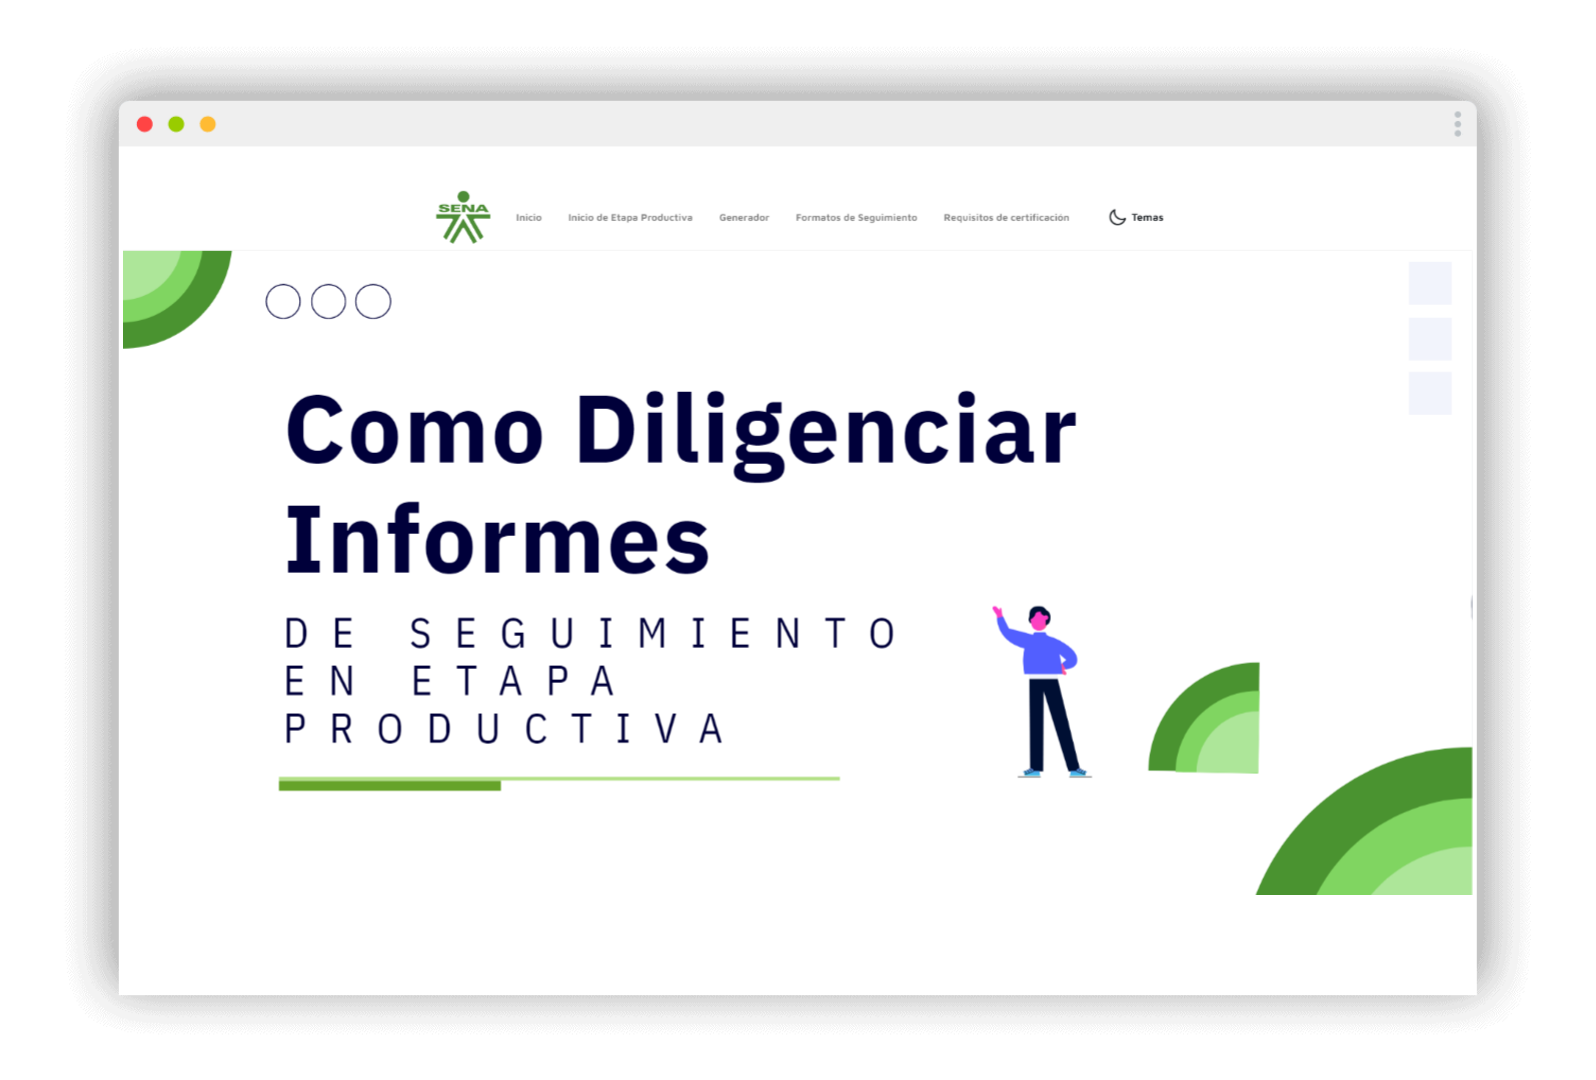 SENA
Inicio
Inicio de Etapa Productiva
Generador
Formatos de Seguimiento
Requisitos de certificación
Temas
Como Diligenciar
Informes
DE SEGUIMIENTO
EN ETAPA
PRODUCTIVA